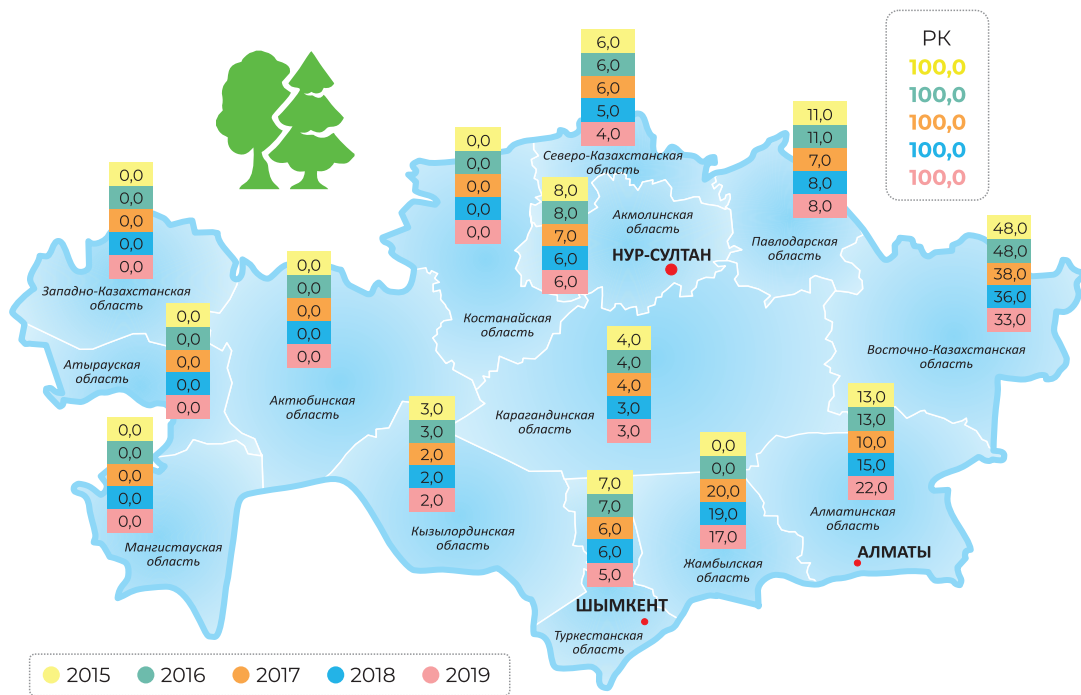 РК
100,0
100,0
100,0
100,0
100,0
6,0
6,0
6,0
5,0
4,0
Северо-Казахстанская
область
11,0
11,0
7,0
8,0
8,0
Павлодарская
область
0,0
0,0
0,0
0,0
0,0
Костанайская
область
8,0
8,0
7,0
6,0
6,0
Акмолинская
область
НУР-СУЛТАН
0,0
0,0
0,0
0,0
0,0
Западно-Казахстанская
область
48,0
48,0
38,0
36,0
33,0
Восточно-Казахстанская
область
0,0
0,0
0,0
0,0
0,0
Актюбинская
область
0,0
0,0
0,0
0,0
0,0
Атырауская
область
4,0
4,0
4,0
3,0
3,0
Карагандинская
область
13,0
13,0
10,0
15,0
22,0
Алматинская
область
АЛМАТЫ
3,0
3,0
2,0
2,0
2,0
Кызылординская
область
0,0
0,0
0,0
0,0
0,0
Мангистауская
область
0,0
0,0
20,0
19,0
17,0
Жамбылская
область
7,0
7,0
6,0
6,0
5,0
ШЫМКЕНТ
Туркестанская
область
2015
2016
2017
2018
2019